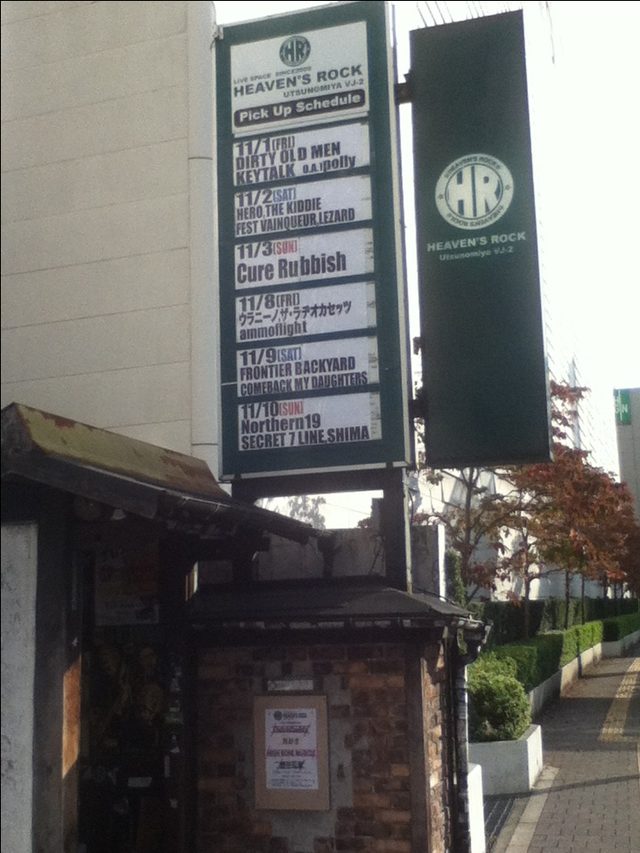 HR
LIVE SPACE SINCE2000
HEAVEN'S ROCK
UTSUNOMIYA VJ-2
Pick Up Schedule
11/1(FRI)
DIRTY OLD MEN
KEYTALK O.A.!polly
11/2(SAT)
HERO,THE KIDDIE
FEST VAINQUEUR,LEZARD
11/3(SUN)
Cure Rubbish
11/8(FRI)
ウラニーノ,ザ・ラヂオカセッツ
ammoflight
11/9(SAT)
FRONTIER BACKYARD
COMEBACK MY DAUGHTERS
11/10(SUN)
Northern19
SECRET 7 LINE,SHIMA
HEAVEN'S ROCK
HR
HEAVEN'S ROCK
Utsunomiya VJ-2